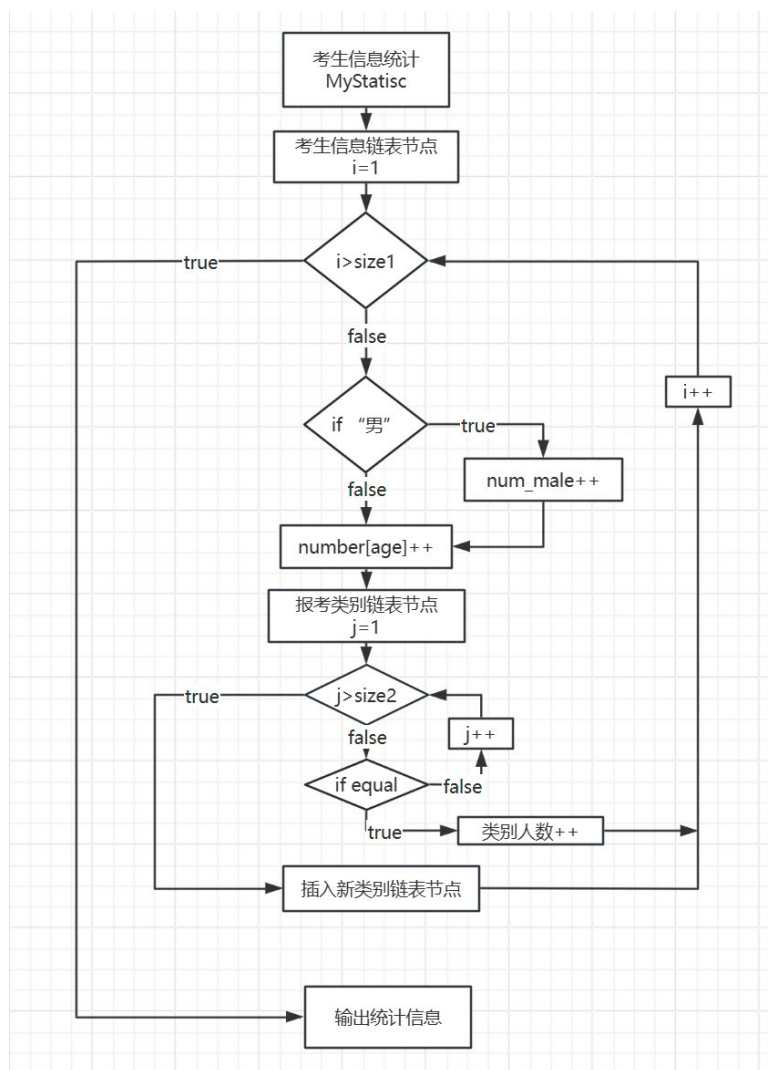 考生信息统计
MyStatisc
考生信息链表节点
i=1
i>size1
true
false
i++
if “男”
true
num_male++
false
number[age]++
报考类别链表节点
j=1
j>size2
true
false
j++
if equal
false
true
类别人数++
插入新类别链表节点
输出统计信息